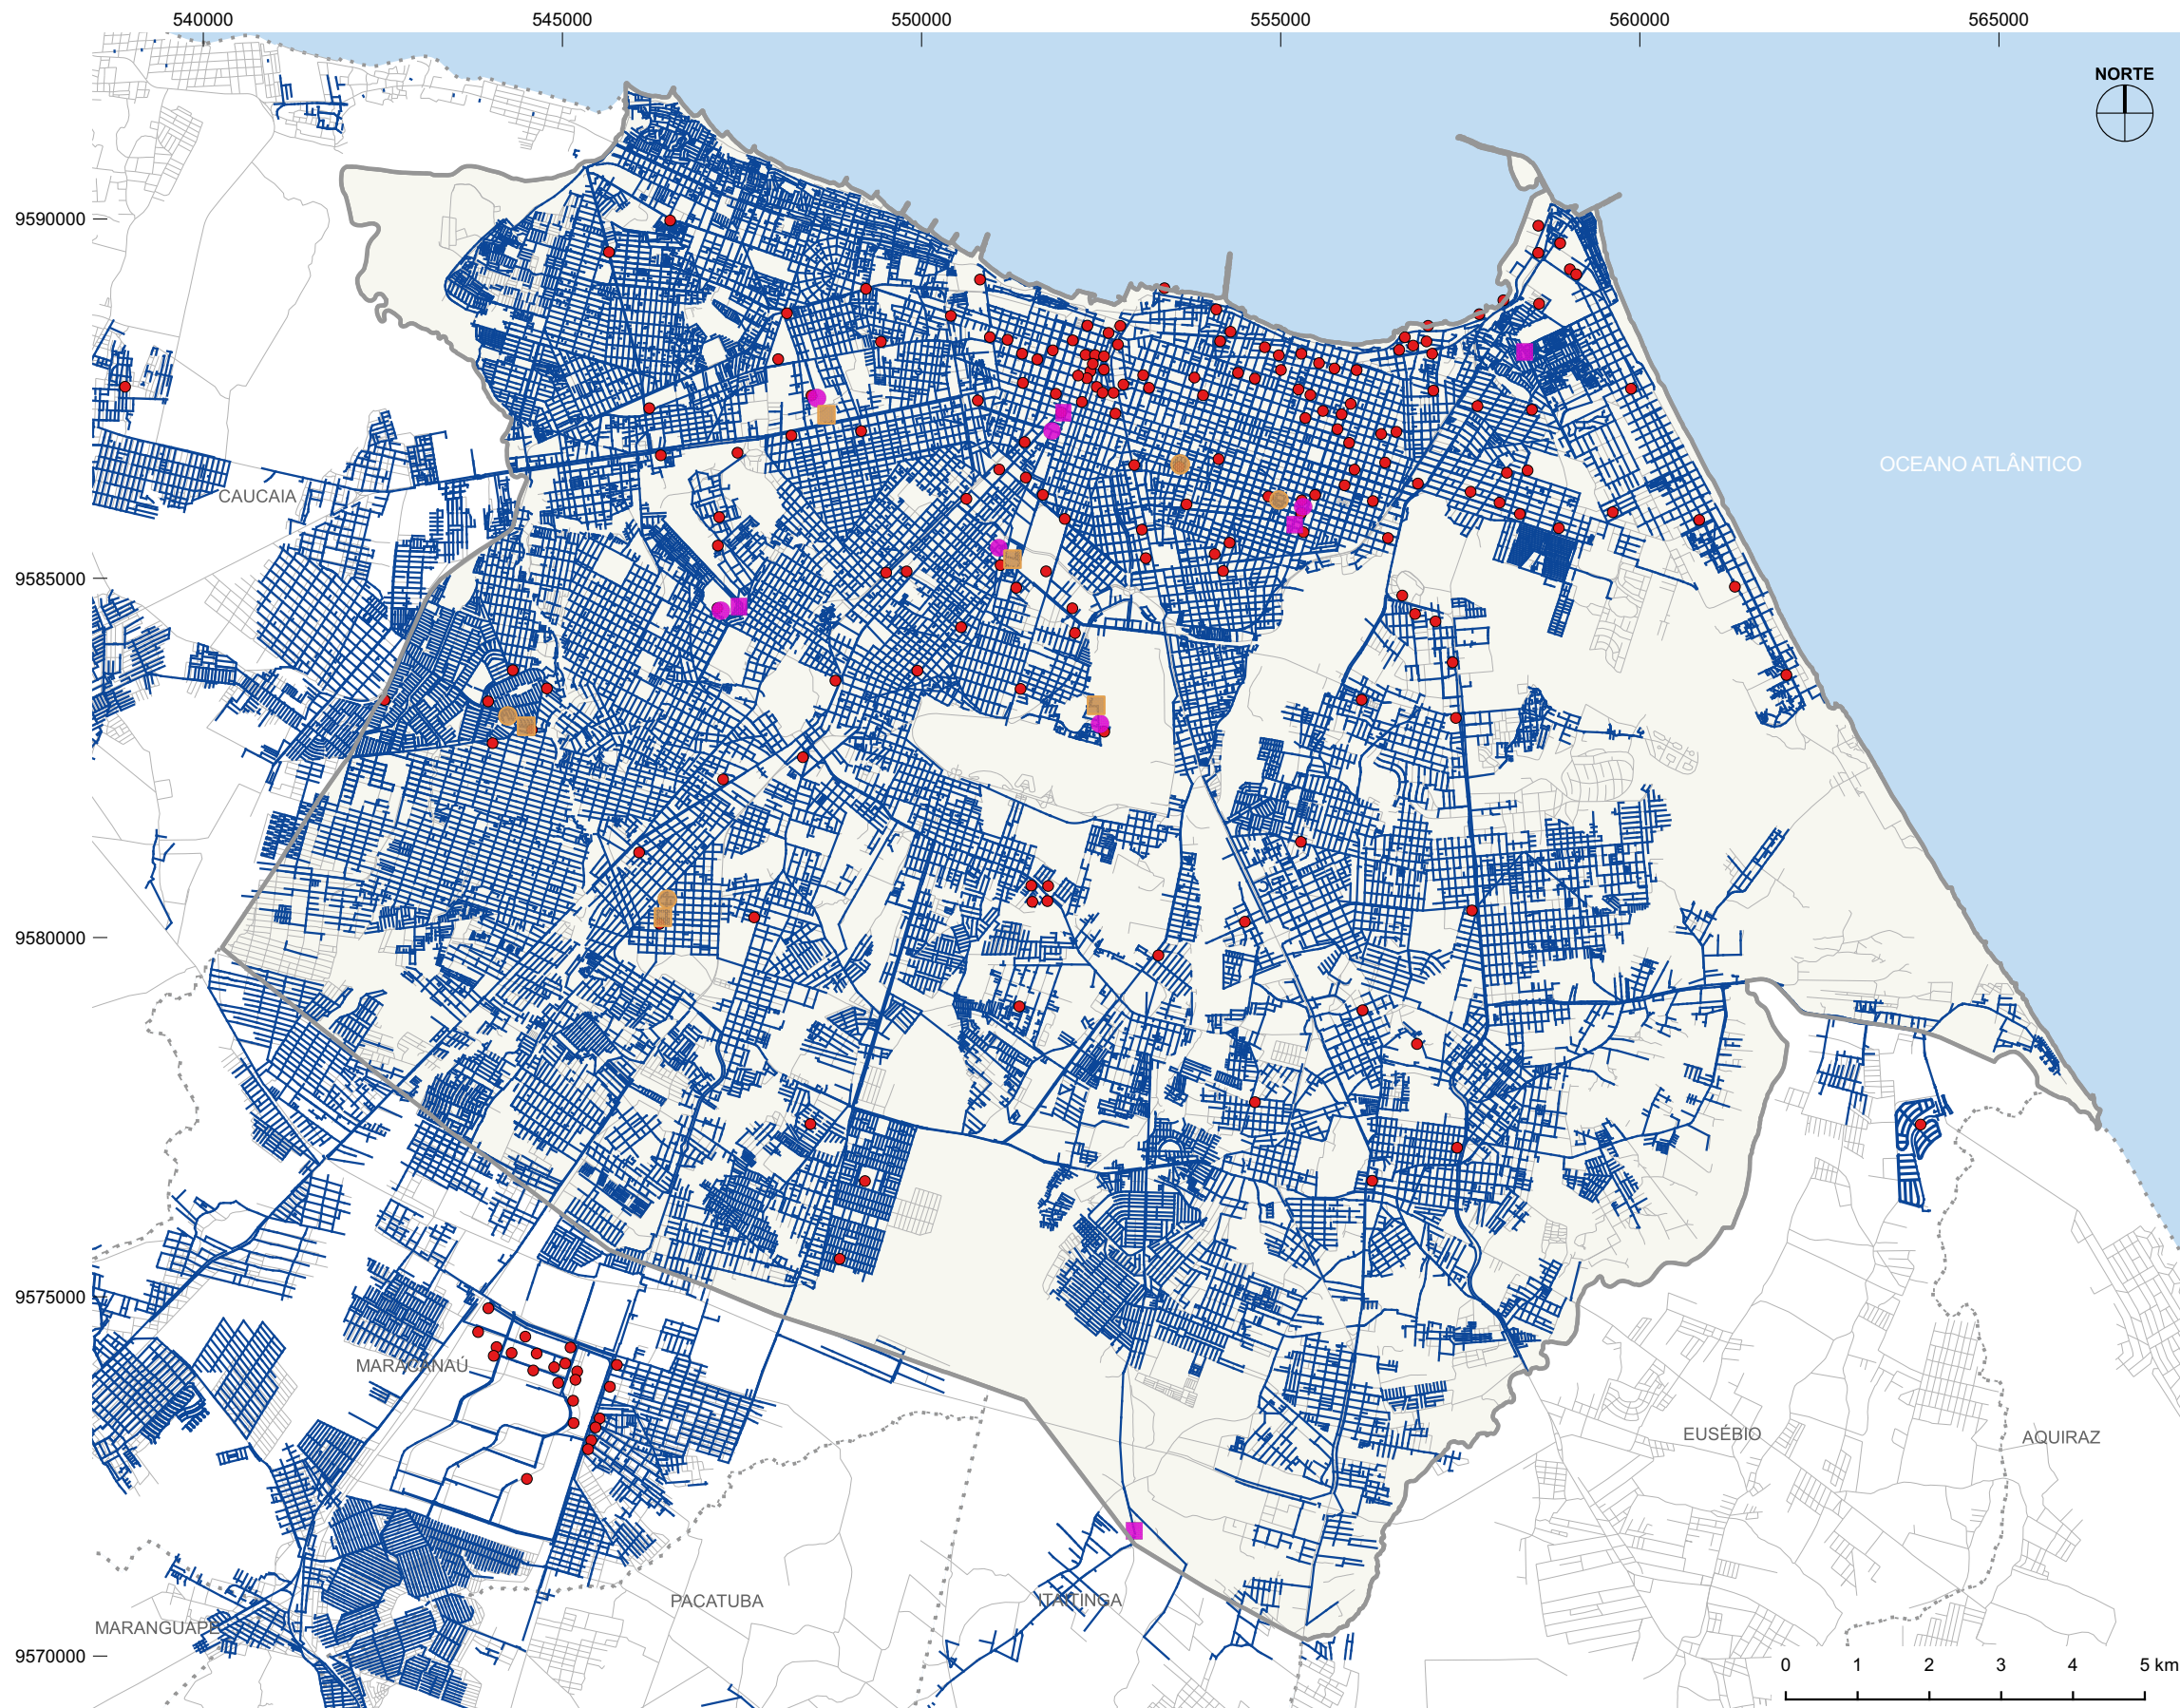 540000 545000 550000 555000 560000 565000
NORTE
9590000
OCEANO ATLÂNTICO
CAUCAIA
9585000
9580000
9575000
MARACANAÚ
EUSÉBIO
AQUIRAZ
PACATUBA
ITAITINGA
MARANGUAPE
9570000
0 1 2 3 4 5 km